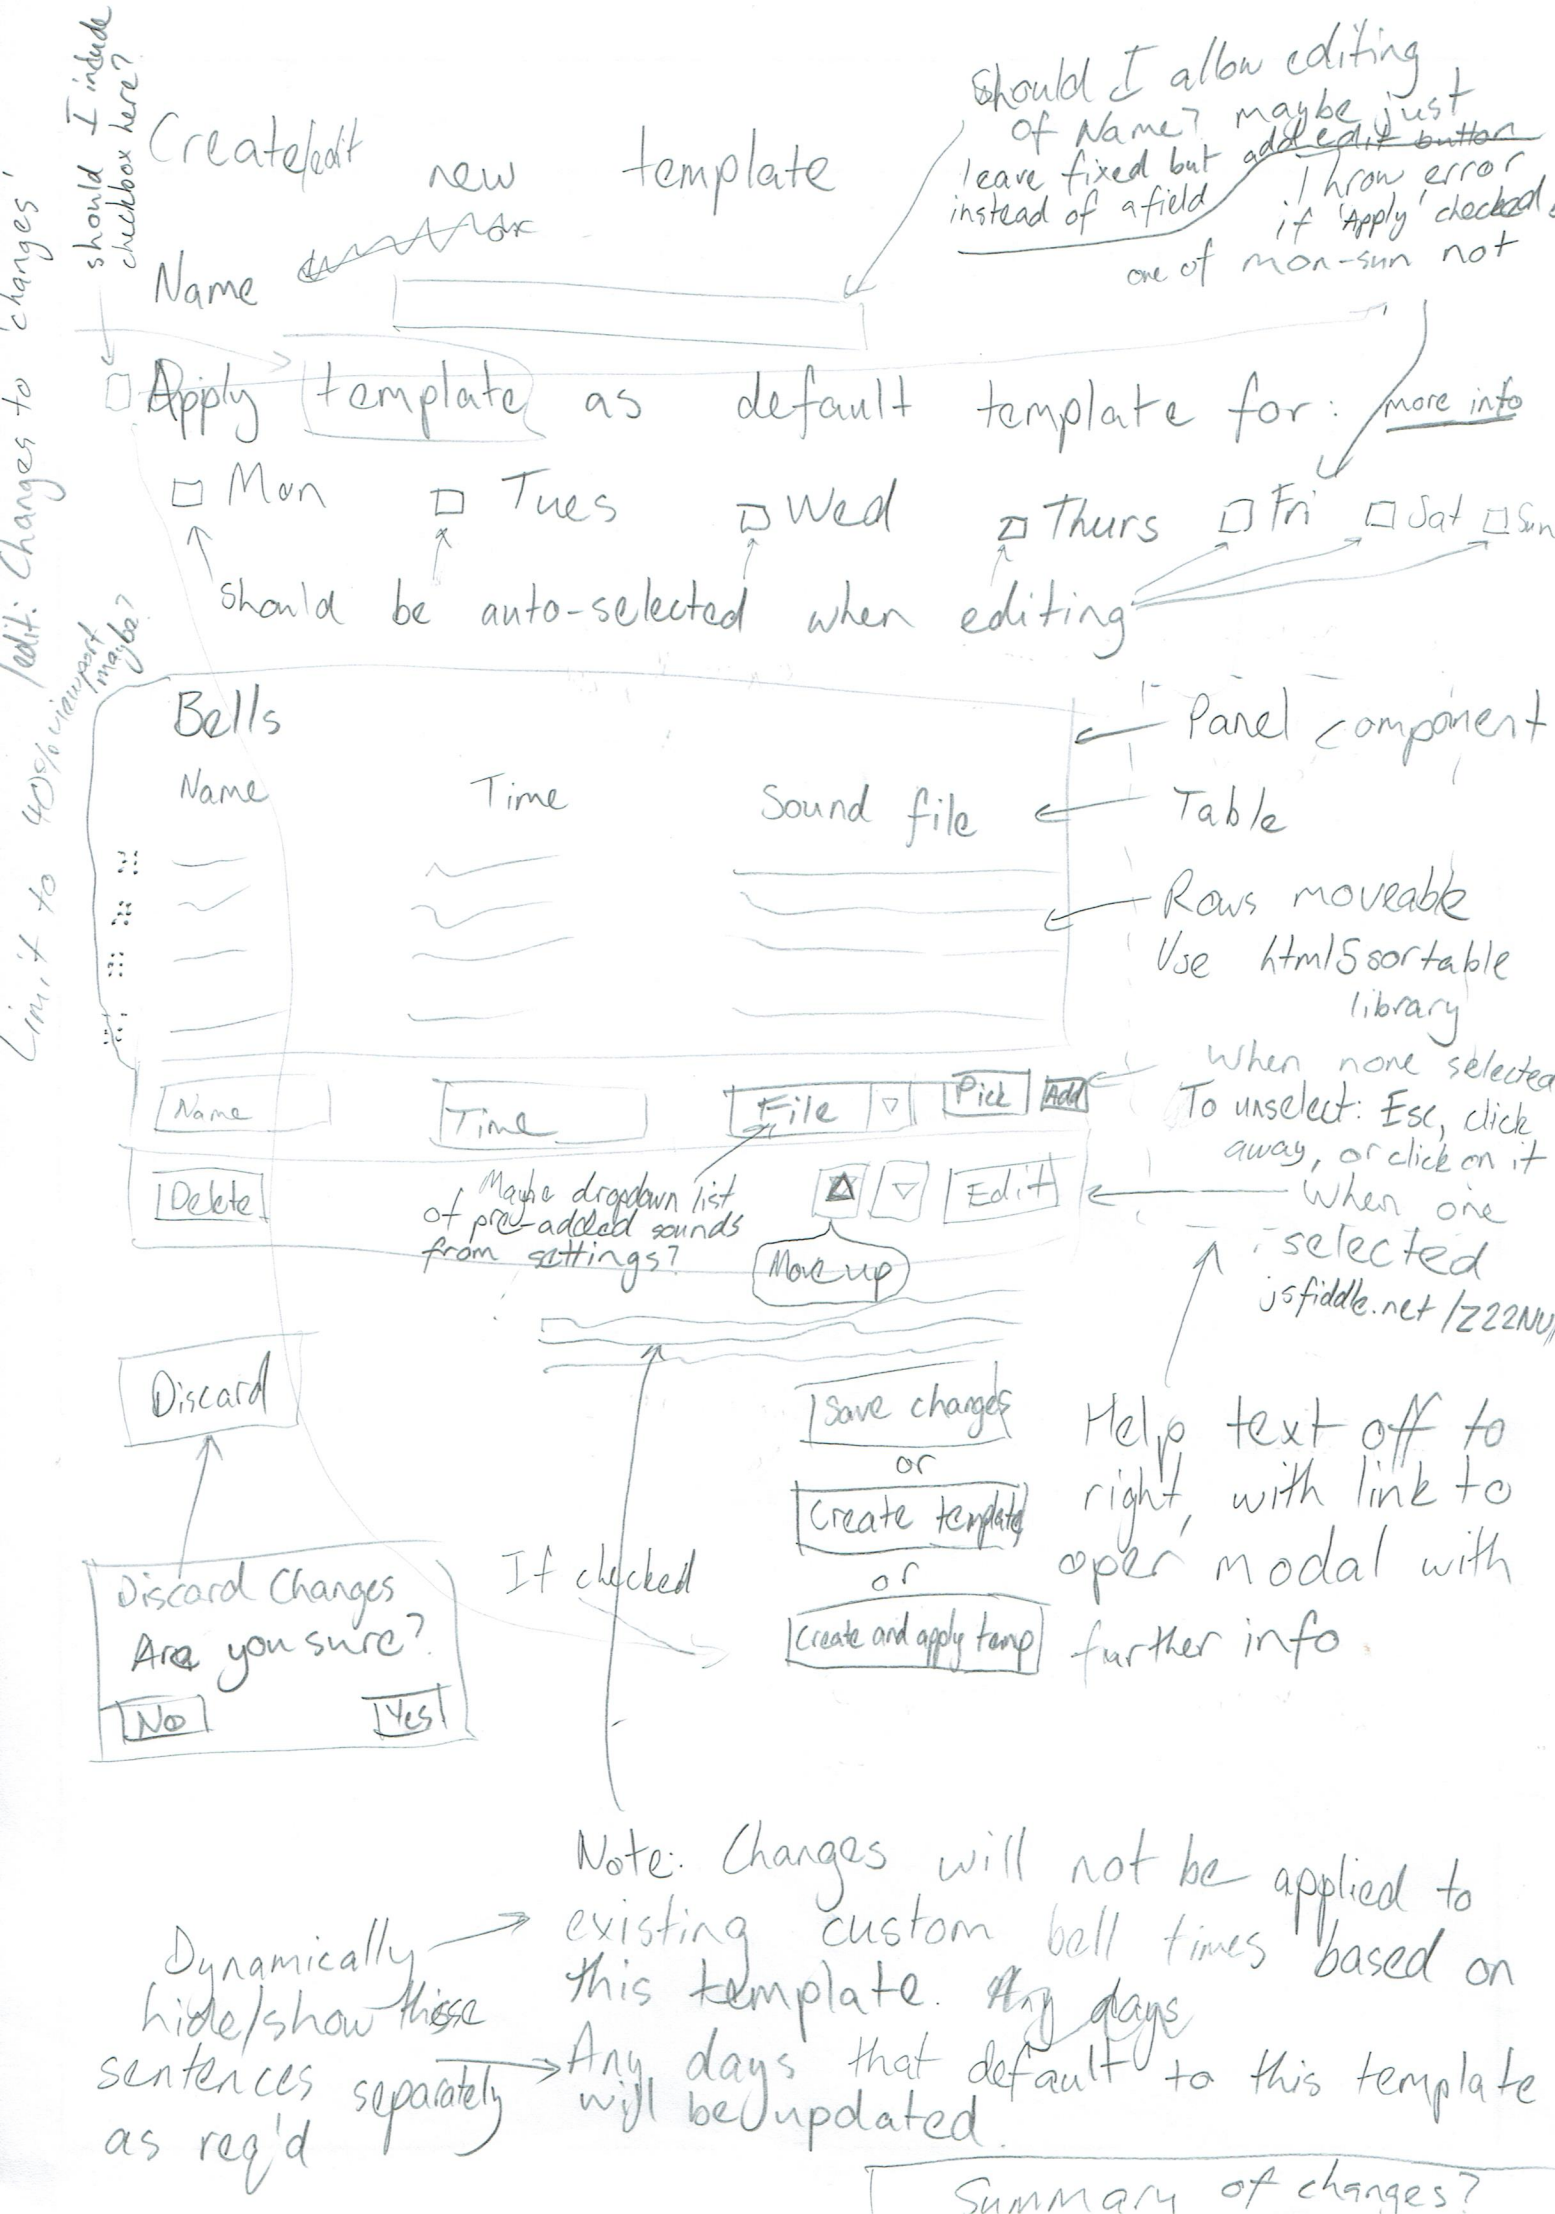 should I include
checkbox here?
should I allow editing
of Name? maybe just
leave fixed but add edit button
instead of a field
Throw error
if 'Apply' checked,
one of mon-sun not
Create/edit new template
Name
Apply template as default template for: more info
Mon Tues Wed Thurs Fri Sat Sun
should be auto-selected when editing
/edit: Changes to 'changes'
Limit to 40% viewport
maybe?
Bells
Name Time Sound file
Panel component
Table
Rows moveable
Use html5sortable
library
Name Time File Pick Add
when none selected
To unselect: Esc, click
away, or click on it
Delete Edit
Maybe dropdown list
of pre-added sounds
from settings?
Move up
when one
selected
Discard
Save changes
or
Create template
or
Create and apply temp
Help text off to
right, with link to
open modal with
further info
Discard Changes
Are you sure?
No Yes
If checked
Note: Changes will not be applied to
existing custom bell times based on
this template. Any days
Any days that default to this template
will be updated.
Dynamically
hide/show these
sentences separately
as req'd
Summary of changes?